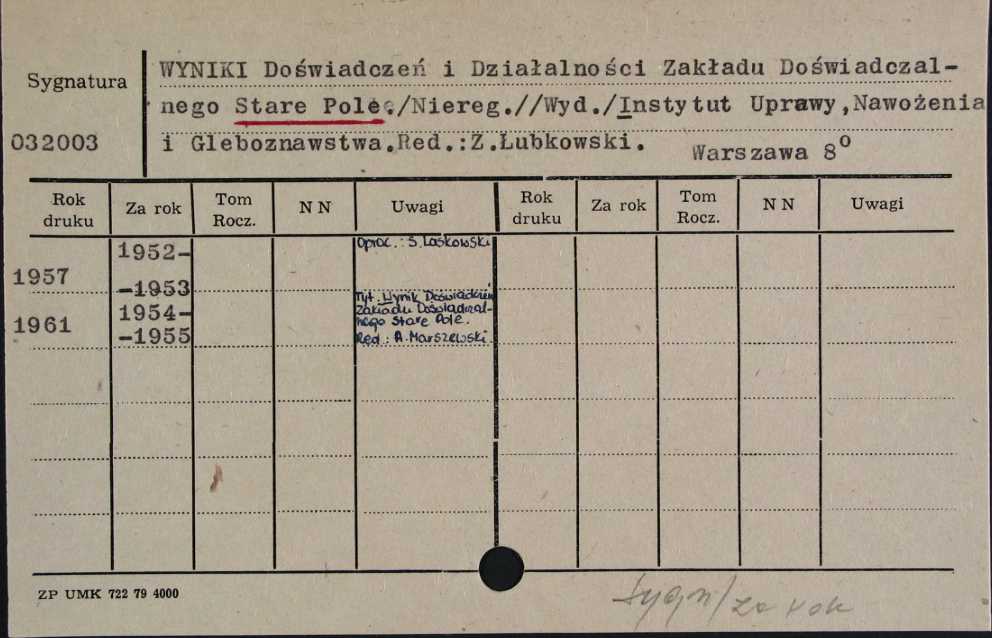 Sygnatura
032003
WYNIKI Doświadczeń i Działalności Zakładu Doświadczal-
nego Stare Pole./Niereg.//Wyd./Instytut Uprawy,Nawożenia
i Gleboznawstwa.Red.:Z.Łubkowski. Warszawa 8⁰
Rok druku Za rok Tom Rocz. N N Uwagi Rok druku Za rok Tom Rocz. N N Uwagi
1957 1952-
-1953 Oprac.: S. Laskowski
1961 1954-
-1955 Tyt.: Wynik Doświadczeń
Zakładu Doświadczal-
nego Stare Pole.
Red.: A. Marszewski.
ZP UMK 722 79 4000
sygn/za rok